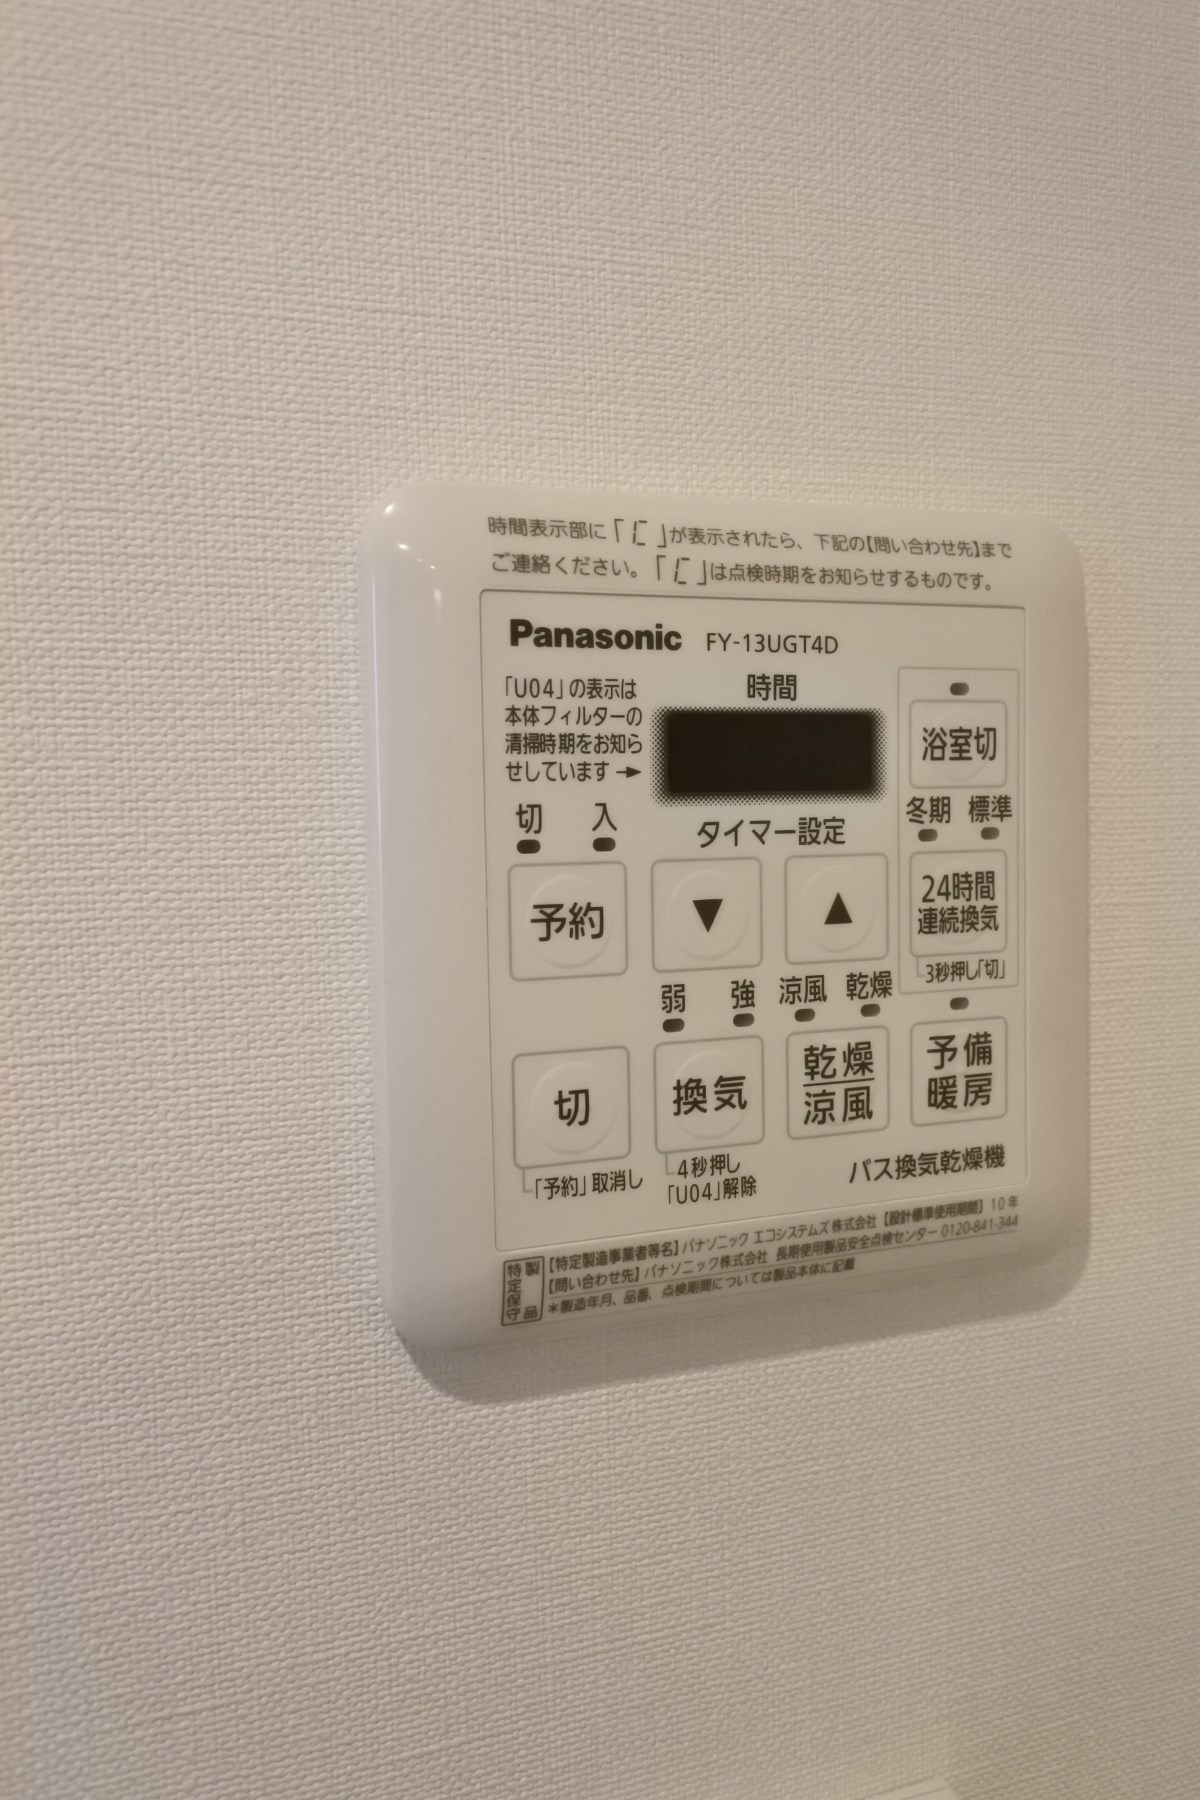 時間表示部に「[」が表示されたら、下記の【問い合わせ先】まで
ご連絡ください。「[」は点検時期をお知らせするものです。
Panasonic FY-13UGT4D
「U04」の表示は
本体フィルターの
清掃時期をお知ら
せしています→
時間
浴室切
切 入
タイマー設定
冬期 標準
予約
▼
▲
24時間
連続換気
3秒押し「切」
弱 強
涼風 乾燥
切
換気
乾燥
涼風
予備
暖房
「予約」取消し
4秒押し
「U04」解除
バス換気乾燥機
特定保守製品
【特定製造事業者等名】パナソニック エコシステムズ 株式会社【設計標準使用期間】10年
【問い合わせ先】パナソニック株式会社 長期使用製品安全点検センター 0120-841-344
＊製造年月、品番、点検期間については製品本体に記載